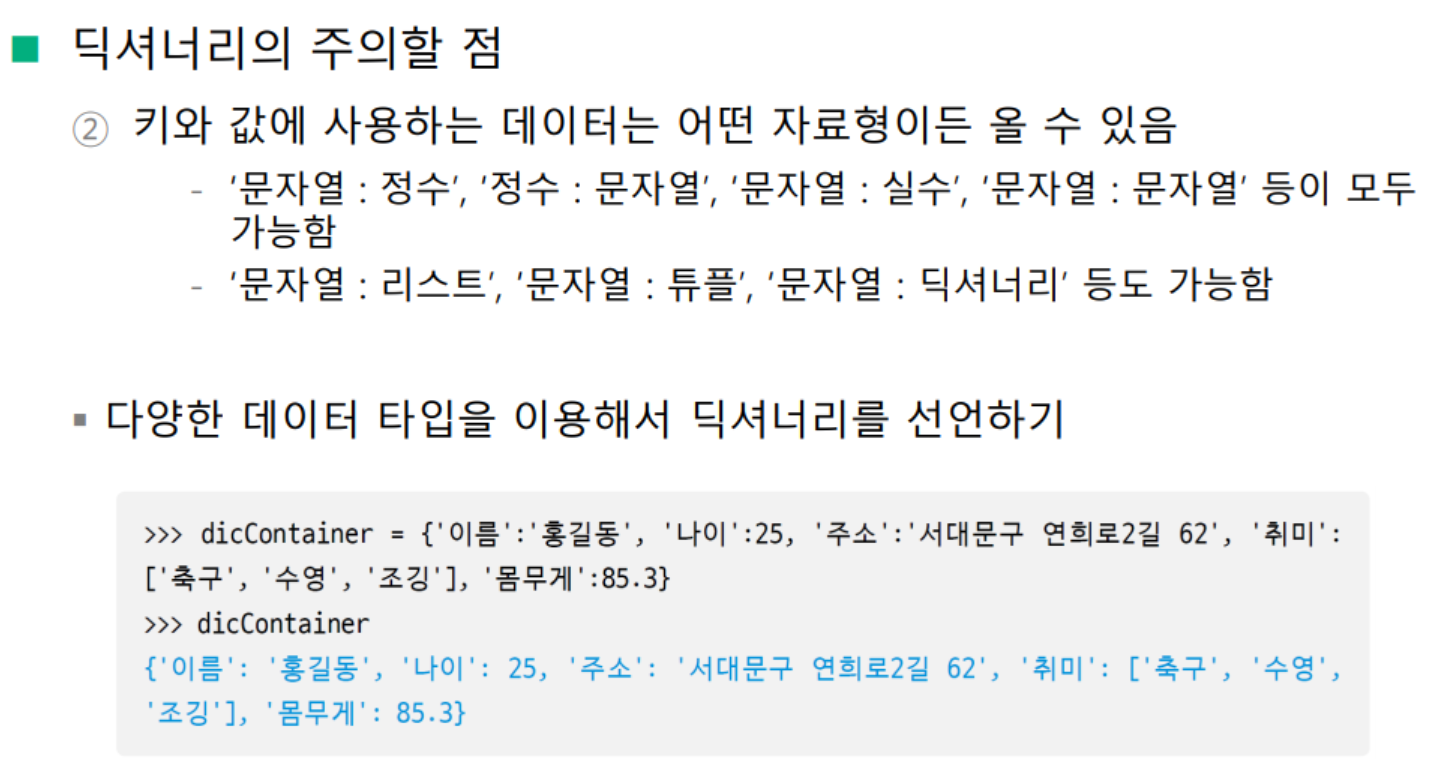 딕셔너리의 주의할 점
② 키와 값에 사용하는 데이터는 어떤 자료형이든 올 수 있음
- ‘문자열 : 정수’, ‘정수 : 문자열’, ‘문자열 : 실수’, ‘문자열 : 문자열’ 등이 모두
가능함
- ‘문자열 : 리스트’, ‘문자열 : 튜플’, ‘문자열 : 딕셔너리’ 등도 가능함
▪ 다양한 데이터 타입을 이용해서 딕셔너리를 선언하기
>>> dicContainer = {'이름':'홍길동', '나이':25, '주소':'서대문구 연희로2길 62', '취미':
['축구', '수영', '조깅'], '몸무게':85.3}
>>> dicContainer
{'이름': '홍길동', '나이': 25, '주소': '서대문구 연희로2길 62', '취미': ['축구', '수영',
'조깅'], '몸무게': 85.3}